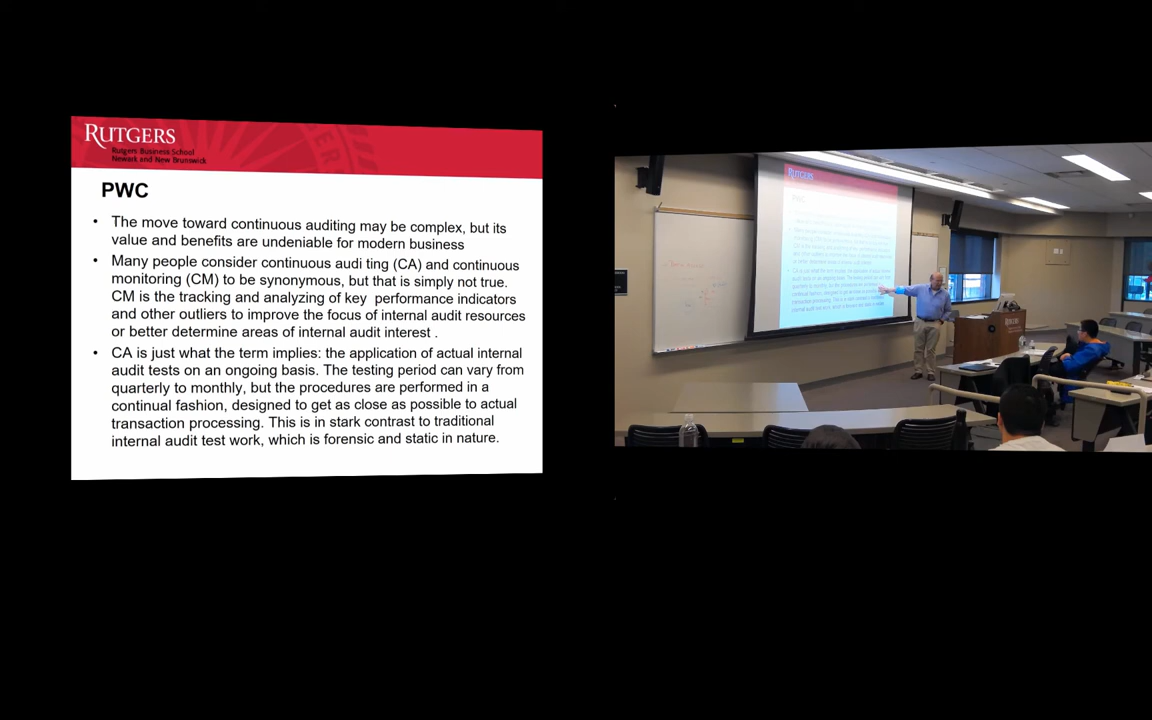 RUTGERS
Rutgers Business School
Newark and New Brunswick
PWC
• The move toward continuous auditing may be complex, but its
value and benefits are undeniable for modern business
• Many people consider continuous audi ting (CA) and continuous
monitoring (CM) to be synonymous, but that is simply not true.
CM is the tracking and analyzing of key performance indicators
and other outliers to improve the focus of internal audit resources
or better determine areas of internal audit interest .
• CA is just what the term implies: the application of actual internal
audit tests on an ongoing basis. The testing period can vary from
quarterly to monthly, but the procedures are performed in a
continual fashion, designed to get as close as possible to actual
transaction processing. This is in stark contrast to traditional
internal audit test work, which is forensic and static in nature.
RUTGERS
PWC
RUTGERS